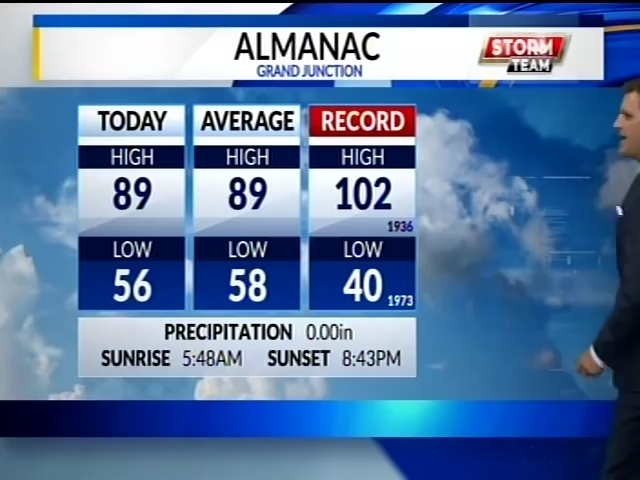 ALMANAC
GRAND JUNCTION
STORM
TEAM
TODAY AVERAGE RECORD
HIGH HIGH HIGH
89 89 102
1936
LOW LOW LOW
56 58 40 1973
PRECIPITATION 0.00in
SUNRISE 5:48AM SUNSET 8:43PM